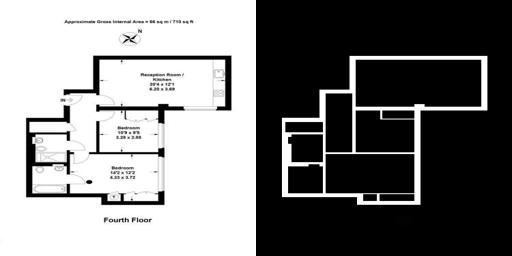 Approximate Gross Internal Area = 66 sq m / 710 sq ft
N
Reception Room /
Kitchen
20'4 x 12'1
6.20 x 3.69
IN
Bedroom
10'9 x 9'5
3.28 x 2.88
Bedroom
14'2 x 12'2
4.33 x 3.72
Fourth Floor